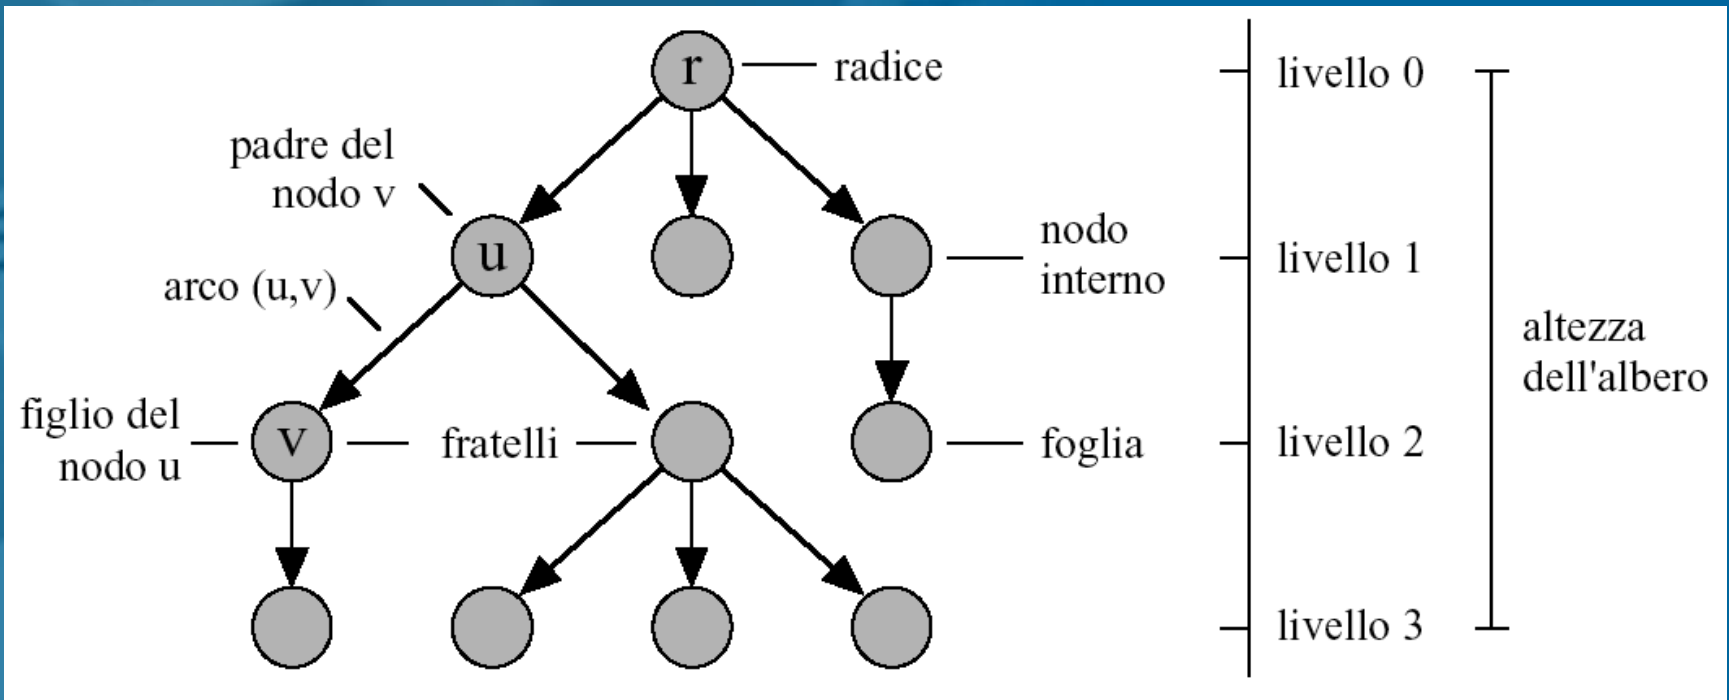 r
radice
livello 0
padre del
nodo v
u
nodo
interno
livello 1
arco (u,v)
altezza
dell'albero
figlio del
nodo u
v
fratelli
foglia
livello 2
livello 3